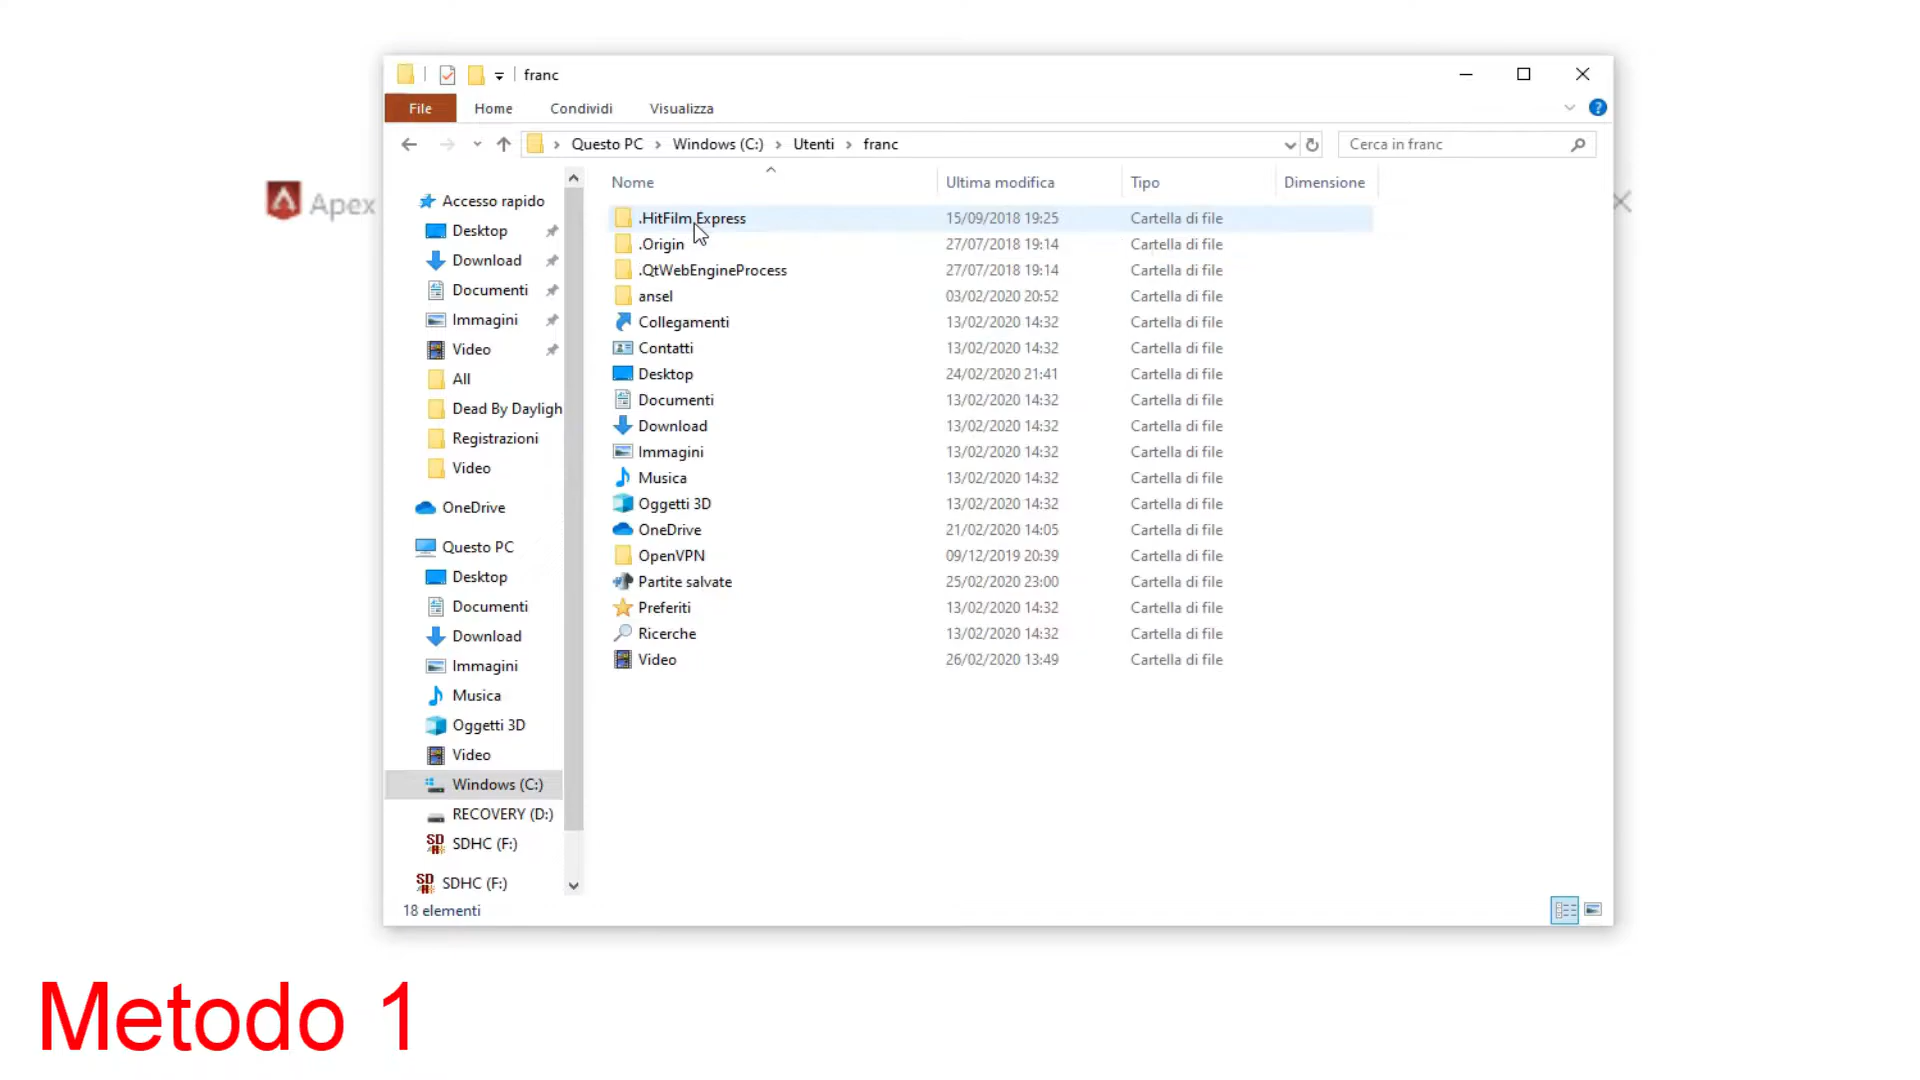 franc
File Home Condividi Visualizza
Questo PC > Windows (C:) > Utenti > franc
Cerca in franc
Apex
Nome Ultima modifica Tipo Dimensione
Accesso rapido
Desktop
Download
Documenti
Immagini
Video
All
Dead By Dayligh
Registrazioni
Video
OneDrive
Questo PC
Desktop
Documenti
Download
Immagini
Musica
Oggetti 3D
Video
Windows (C:)
RECOVERY (D:)
SDHC (F:)
SDHC (F:)
.HitFilm Express 15/09/2018 19:25 Cartella di file
.Origin 27/07/2018 19:14 Cartella di file
.QtWebEngineProcess 27/07/2018 19:14 Cartella di file
ansel 03/02/2020 20:52 Cartella di file
Collegamenti 13/02/2020 14:32 Cartella di file
Contatti 13/02/2020 14:32 Cartella di file
Desktop 24/02/2020 21:41 Cartella di file
Documenti 13/02/2020 14:32 Cartella di file
Download 13/02/2020 14:32 Cartella di file
Immagini 13/02/2020 14:32 Cartella di file
Musica 13/02/2020 14:32 Cartella di file
Oggetti 3D 13/02/2020 14:32 Cartella di file
OneDrive 21/02/2020 14:05 Cartella di file
OpenVPN 09/12/2019 20:39 Cartella di file
Partite salvate 25/02/2020 23:00 Cartella di file
Preferiti 13/02/2020 14:32 Cartella di file
Ricerche 13/02/2020 14:32 Cartella di file
Video 26/02/2020 13:49 Cartella di file
18 elementi
Metodo 1